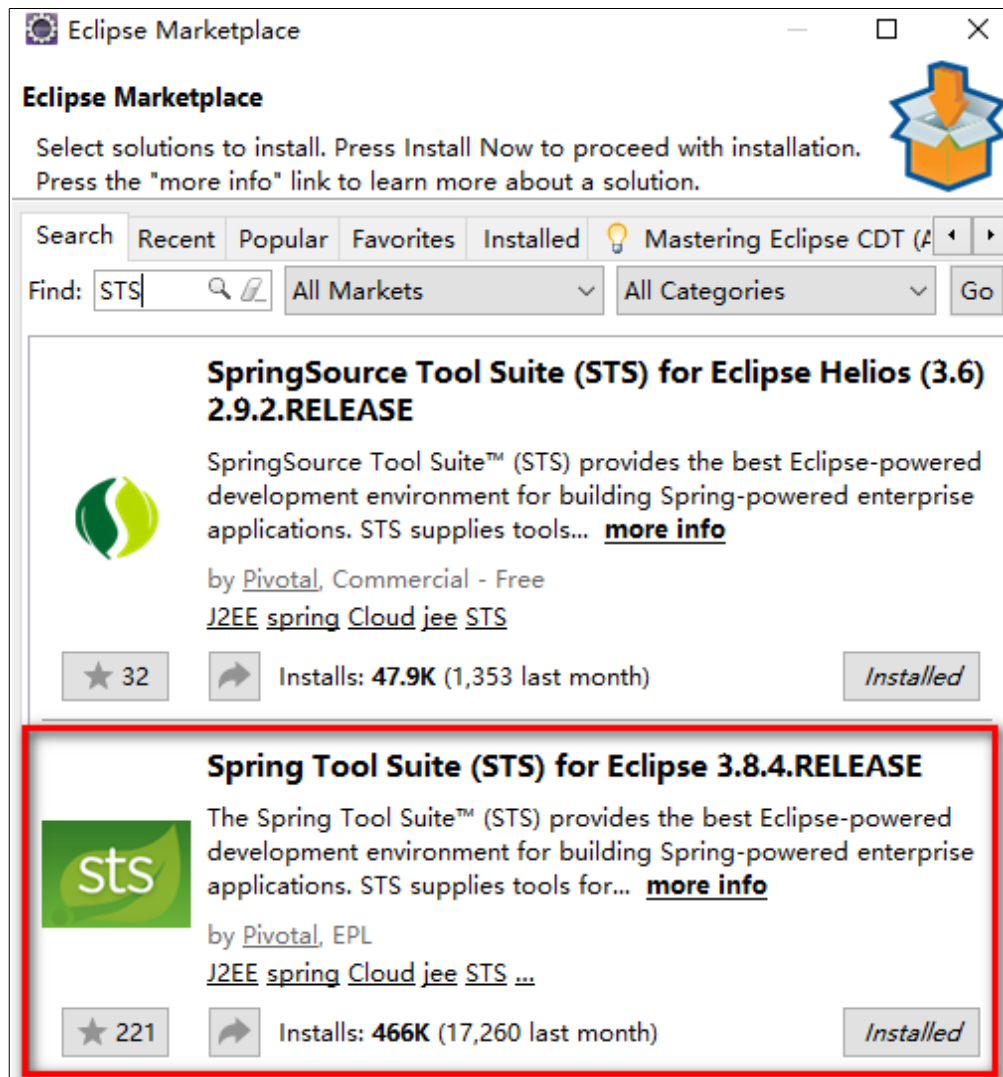 Eclipse Marketplace
Eclipse Marketplace
Select solutions to install. Press Install Now to proceed with installation.
Press the "more info" link to learn more about a solution.
Search Recent Popular Favorites Installed Mastering Eclipse CDT (A
Find: STS All Markets All Categories Go
SpringSource Tool Suite (STS) for Eclipse Helios (3.6)
2.9.2.RELEASE
SpringSource Tool Suite™ (STS) provides the best Eclipse-powered
development environment for building Spring-powered enterprise
applications. STS supplies tools... more info
by Pivotal, Commercial - Free
J2EE spring Cloud jee STS
32 Installs: 47.9K (1,353 last month) Installed
Spring Tool Suite (STS) for Eclipse 3.8.4.RELEASE
sts
The Spring Tool Suite™ (STS) provides the best Eclipse-powered
development environment for building Spring-powered enterprise
applications. STS supplies tools for... more info
by Pivotal, EPL
J2EE spring Cloud jee STS ...
221 Installs: 466K (17,260 last month) Installed